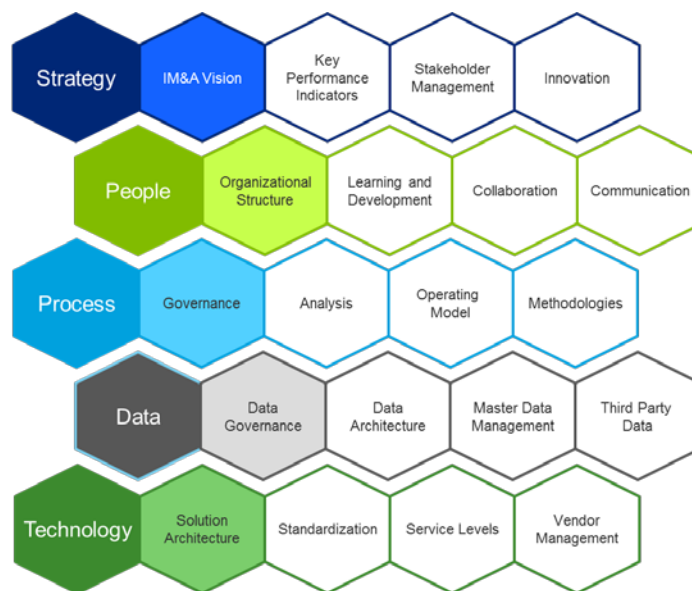 Strategy
IM&A Vision
Key
Performance
Indicators
Stakeholder
Management
Innovation
People
Organizational
Structure
Learning and
Development
Collaboration
Communication
Process
Governance
Analysis
Operating
Model
Methodologies
Data
Data
Governance
Data
Architecture
Master Data
Management
Third Party
Data
Technology
Solution
Architecture
Standardization
Service Levels
Vendor
Management